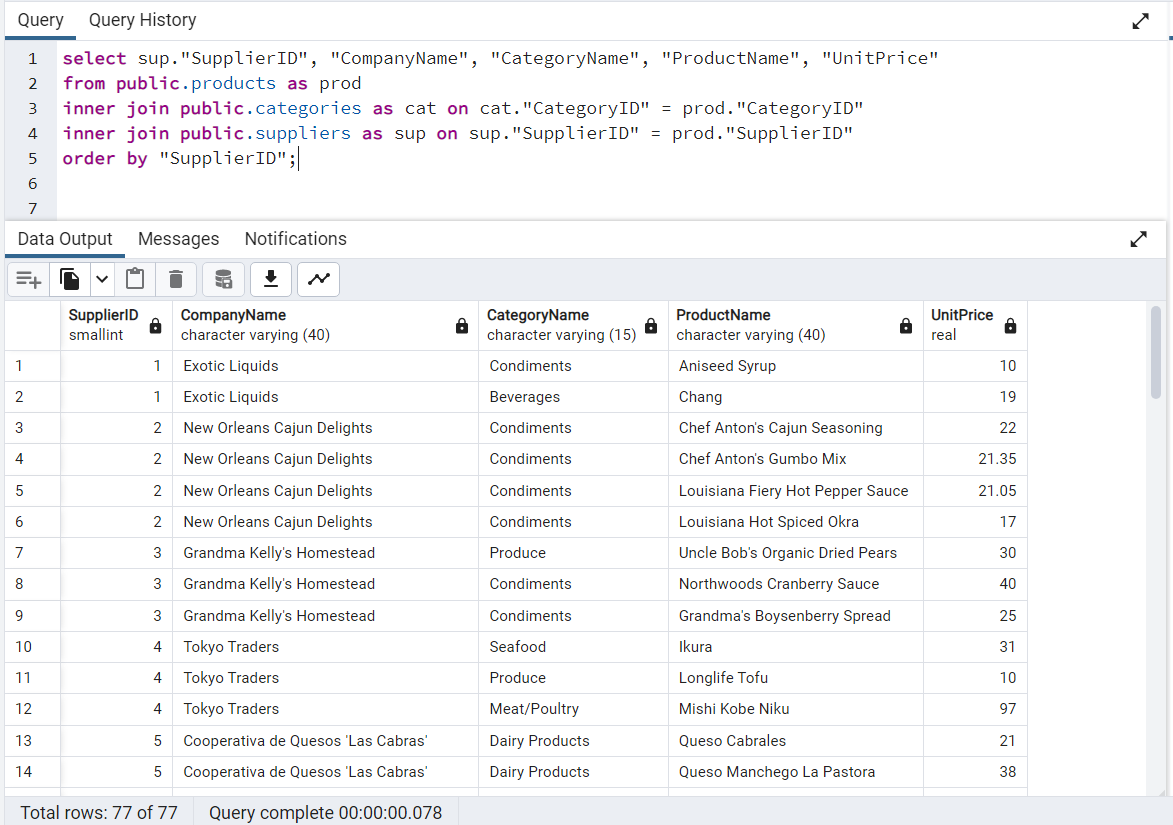 Query Query History
1 select sup."SupplierID", "CompanyName", "CategoryName", "ProductName", "UnitPrice"
2 from public.products as prod
3 inner join public.categories as cat on cat."CategoryID" = prod."CategoryID"
4 inner join public.suppliers as sup on sup."SupplierID" = prod."SupplierID"
5 order by "SupplierID";
6
7
Data Output Messages Notifications
SupplierID CompanyName CategoryName ProductName UnitPrice
smallint character varying (40) character varying (15) character varying (40) real
1 1 Exotic Liquids Condiments Aniseed Syrup 10
2 1 Exotic Liquids Beverages Chang 19
3 2 New Orleans Cajun Delights Condiments Chef Anton's Cajun Seasoning 22
4 2 New Orleans Cajun Delights Condiments Chef Anton's Gumbo Mix 21.35
5 2 New Orleans Cajun Delights Condiments Louisiana Fiery Hot Pepper Sauce 21.05
6 2 New Orleans Cajun Delights Condiments Louisiana Hot Spiced Okra 17
7 3 Grandma Kelly's Homestead Produce Uncle Bob's Organic Dried Pears 30
8 3 Grandma Kelly's Homestead Condiments Northwoods Cranberry Sauce 40
9 3 Grandma Kelly's Homestead Condiments Grandma's Boysenberry Spread 25
10 4 Tokyo Traders Seafood Ikura 31
11 4 Tokyo Traders Produce Longlife Tofu 10
12 4 Tokyo Traders Meat/Poultry Mishi Kobe Niku 97
13 5 Cooperativa de Quesos 'Las Cabras' Dairy Products Queso Cabrales 21
14 5 Cooperativa de Quesos 'Las Cabras' Dairy Products Queso Manchego La Pastora 38
Total rows: 77 of 77 Query complete 00:00:00.078